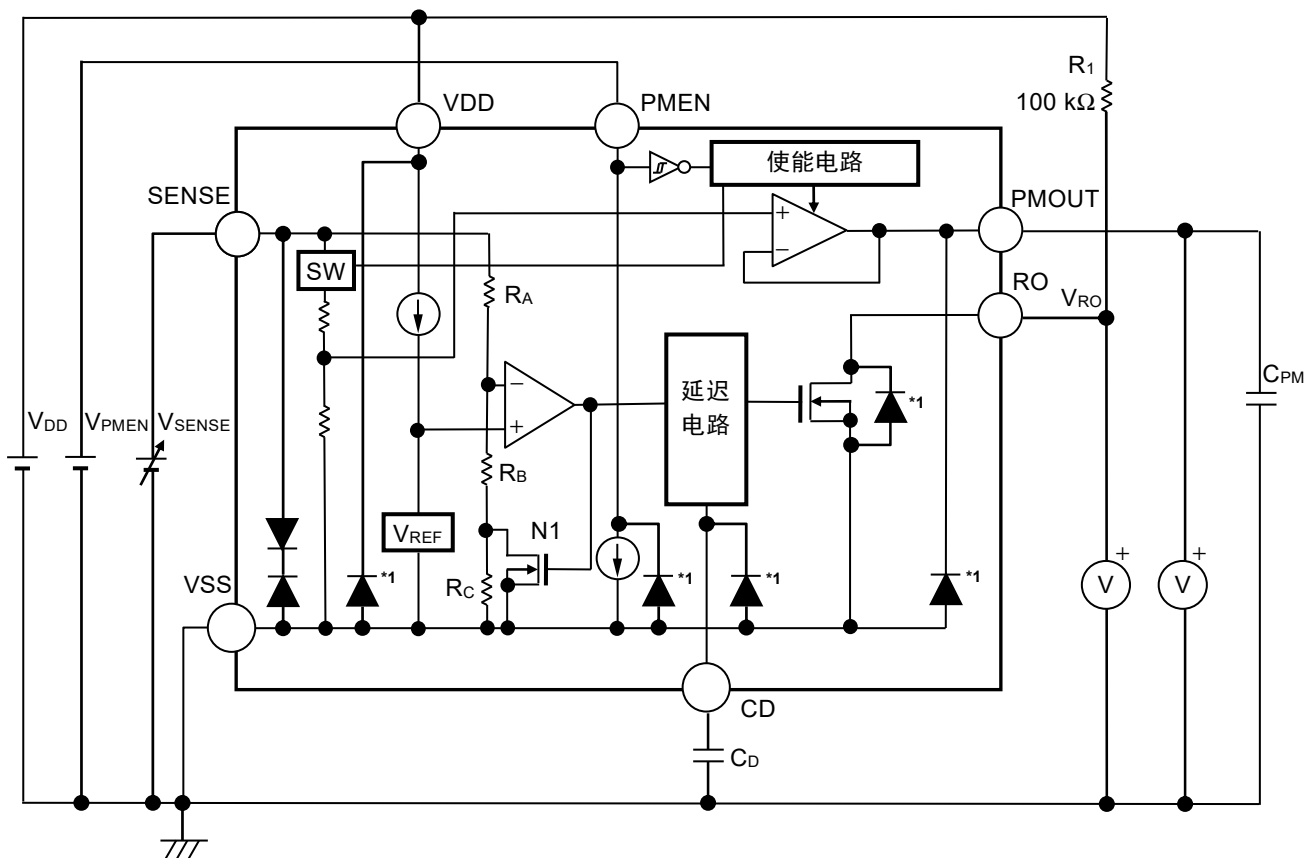 R1
100 kΩ
VDD
PMEN
使能电路
SENSE
PMOUT
+
−
SW
RO
VRO
RA
−
+
延迟
电路
*1
CPM
VDD
VPMEN
VSENSE
RB
VREF
N1
VSS
*1
RC
*1
*1
*1
+
V
+
V
CD
CD